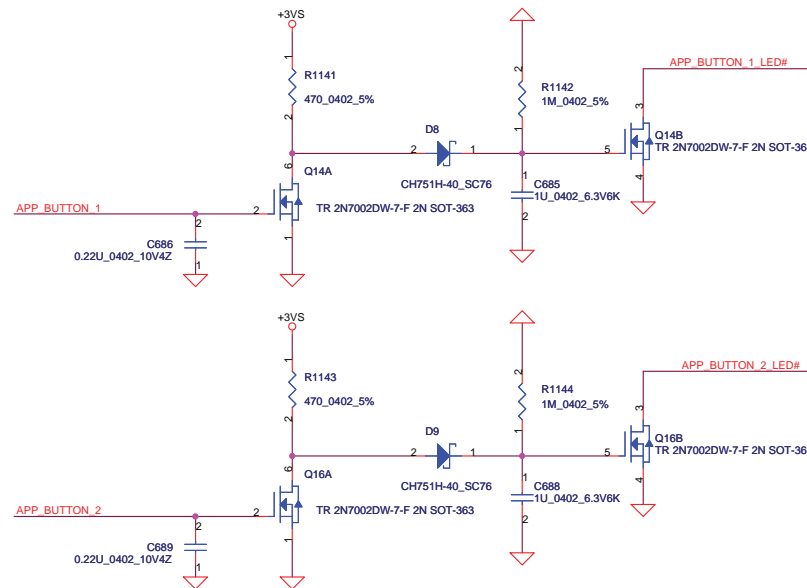 +3VS
1
R1141
470_0402_5%
2
2
R1142
1M_0402_5%
1
APP_BUTTON_1_LED#
3
Q14B
TR 2N7002DW-7-F 2N SOT-36
5
4
D8
2
1
CH751H-40_SC76
1
C685
1U_0402_6.3V6K
2
6
Q14A
TR 2N7002DW-7-F 2N SOT-363
APP_BUTTON_1
2
1
2
C686
0.22U_0402_10V4Z
1
+3VS
1
R1143
470_0402_5%
2
2
R1144
1M_0402_5%
1
APP_BUTTON_2_LED#
3
Q16B
TR 2N7002DW-7-F 2N SOT-36
5
4
D9
2
1
CH751H-40_SC76
1
C688
1U_0402_6.3V6K
2
6
Q16A
TR 2N7002DW-7-F 2N SOT-363
APP_BUTTON_2
2
1
2
C689
0.22U_0402_10V4Z
1